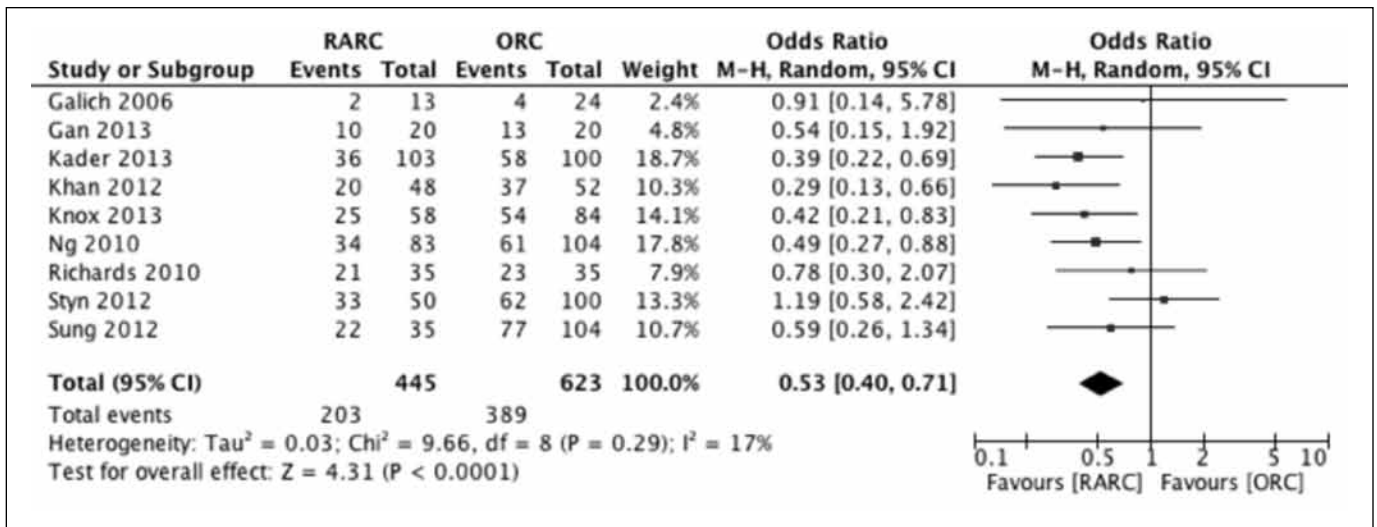 RARC ORC Odds Ratio Odds Ratio
Study or Subgroup Events Total Events Total Weight M-H, Random, 95% CI M-H, Random, 95% CI
Galich 2006 2 13 4 24 2.4% 0.91 [0.14, 5.78]
Gan 2013 10 20 13 20 4.8% 0.54 [0.15, 1.92]
Kader 2013 36 103 58 100 18.7% 0.39 [0.22, 0.69]
Khan 2012 20 48 37 52 10.3% 0.29 [0.13, 0.66]
Knox 2013 25 58 54 84 14.1% 0.42 [0.21, 0.83]
Ng 2010 34 83 61 104 17.8% 0.49 [0.27, 0.88]
Richards 2010 21 35 23 35 7.9% 0.78 [0.30, 2.07]
Styn 2012 33 50 62 100 13.3% 1.19 [0.58, 2.42]
Sung 2012 22 35 77 104 10.7% 0.59 [0.26, 1.34]
Total (95% CI) 445 623 100.0% 0.53 [0.40, 0.71]
Total events 203 389
Heterogeneity: Tau² = 0.03; Chi² = 9.66, df = 8 (P = 0.29); I² = 17%
Test for overall effect: Z = 4.31 (P < 0.0001)
0.1 0.5 1 2 5 10
Favours [RARC] Favours [ORC]